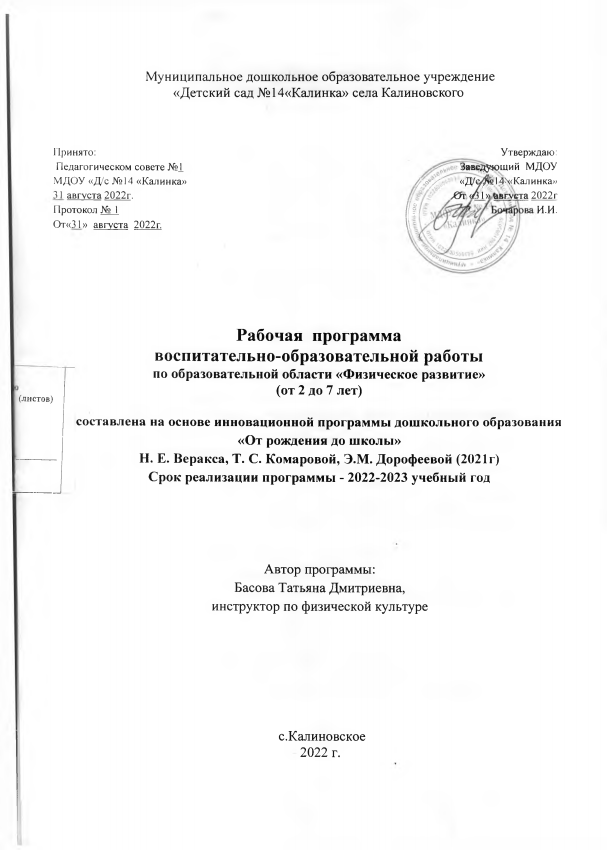 Муниципальное дошкольное образовательное учреждение
«Детский сад №14«Калинка» села Калиновского
Принято:
Педагогическом совете №1
МДОУ «Д/с №14 «Калинка»
31 августа 2022г.
Протокол № 1
От«31» августа 2022г.
Утверждаю:
Заведующий МДОУ
«Д/с №14 «Калинка»
От «31» августа 2022г
Бочарова И.И.
Рабочая программа
воспитательно-образовательной работы
по образовательной области «Физическое развитие»
(от 2 до 7 лет)
(листов)
составлена на основе инновационной программы дошкольного образования
«От рождения до школы»
Н. Е. Веракса, Т. С. Комаровой, Э.М. Дорофеевой (2021г)
Срок реализации программы - 2022-2023 учебный год
Автор программы:
Басова Татьяна Дмитриевна,
инструктор по физической культуре
с.Калиновское
2022 г.